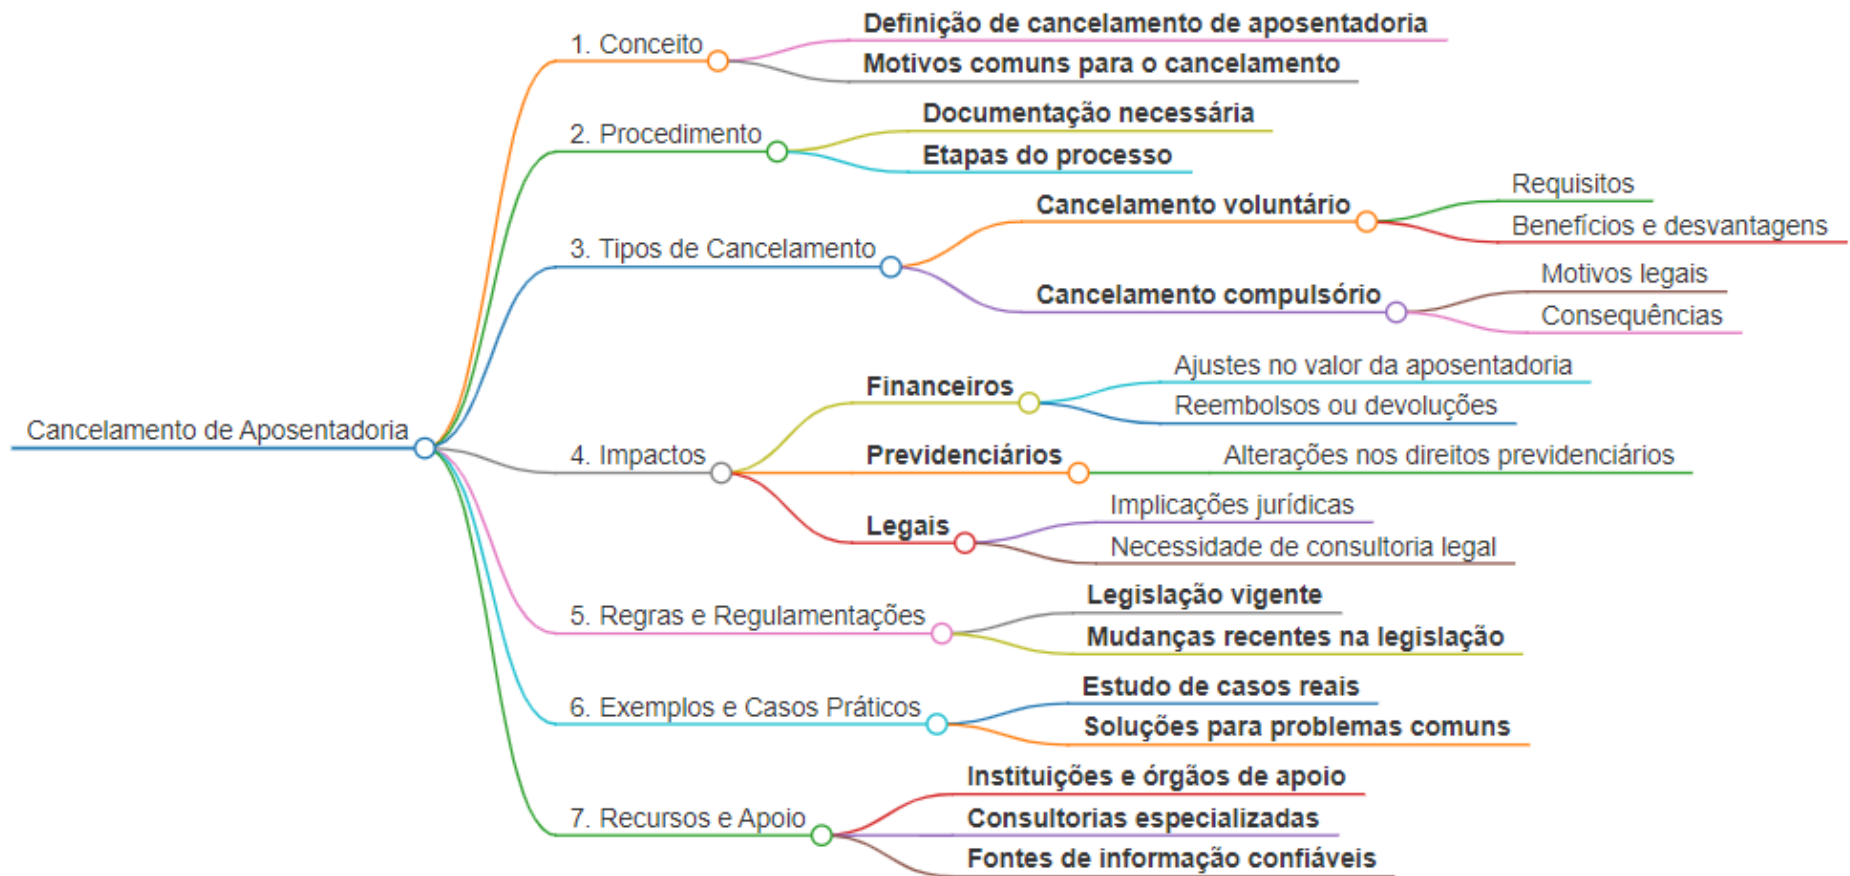 Cancelamento de Aposentadoria
1. Conceito
Definição de cancelamento de aposentadoria
Motivos comuns para o cancelamento
2. Procedimento
Documentação necessária
Etapas do processo
3. Tipos de Cancelamento
Cancelamento voluntário
Requisitos
Benefícios e desvantagens
Cancelamento compulsório
Motivos legais
Consequências
4. Impactos
Financeiros
Ajustes no valor da aposentadoria
Reembolsos ou devoluções
Previdenciários
Alterações nos direitos previdenciários
Legais
Implicações jurídicas
Necessidade de consultoria legal
5. Regras e Regulamentações
Legislação vigente
Mudanças recentes na legislação
6. Exemplos e Casos Práticos
Estudo de casos reais
Soluções para problemas comuns
7. Recursos e Apoio
Instituições e órgãos de apoio
Consultorias especializadas
Fontes de informação confiáveis